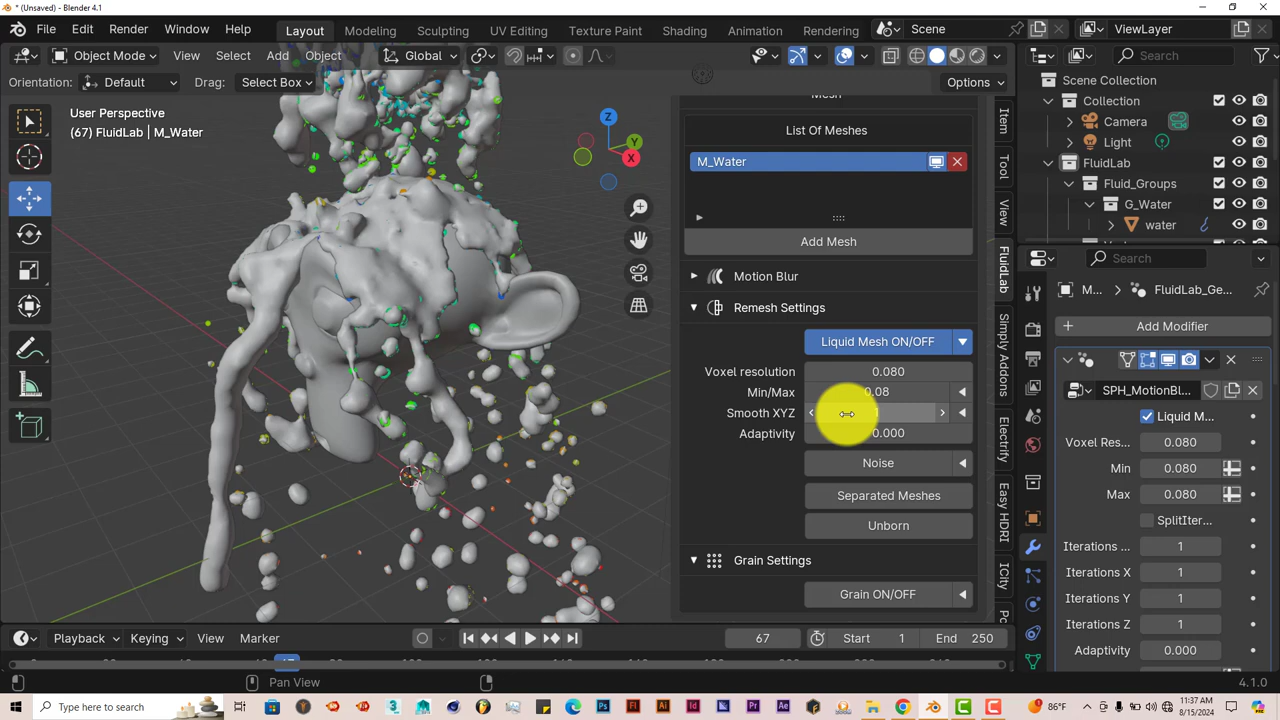 * (Unsaved) - Blender 4.1
File Edit Render Window Help Layout Modeling Sculpting UV Editing Texture Paint Shading Animation Rendering Scene ViewLayer
Object Mode View Select Add Object Global Search
Orientation: Default Drag: Select Box Options Scene Collection
User Perspective
(67) FluidLab | M_Water
Mesh
List Of Meshes
M_Water
Add Mesh
Motion Blur
Remesh Settings
Liquid Mesh ON/OFF
Voxel resolution 0.080
Min/Max 0.08
Smooth XYZ 1
Adaptivity 0.000
Noise
Separated Meshes
Unborn
Grain Settings
Grain ON/OFF
Z
Y
X
Item
Tool
View
FluidLab
Simply Addons
Electrify
Easy HDRI
ICity
Collection
Camera
Light
FluidLab
Fluid_Groups
G_Water
water
Search
M... FluidLab_Ge...
Add Modifier
SPH_MotionBl...
Liquid M...
Voxel Res... 0.080
Min 0.080
Max 0.080
SplitIter...
Iterations ... 1
Iterations X 1
Iterations Y 1
Iterations Z 1
Adaptivity 0.000
Playback Keying View Marker 67 Start 1 End 250
Pan View 4.1.0
Type here to search 86°F 11:37 AM
8/15/2024